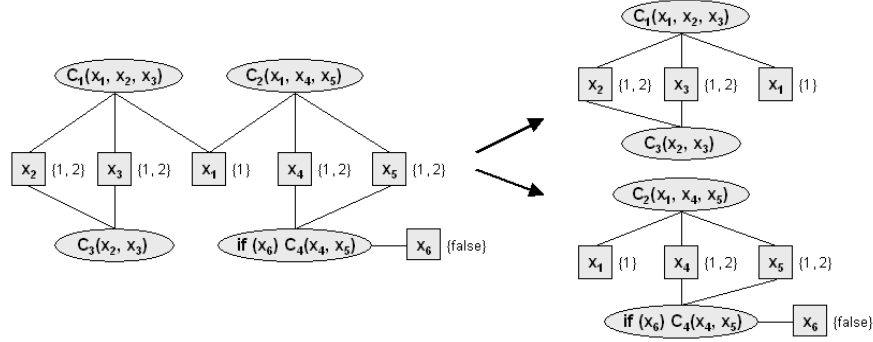 C₁(x₁, x₂, x₃) C₂(x₁, x₄, x₅)
x₂ {1, 2} x₃ {1, 2} x₁ {1} x₄ {1, 2} x₅ {1, 2}
C₃(x₂, x₃) if (x₆) C₄(x₄, x₅) x₆ {false}
C₁(x₁, x₂, x₃)
x₂ {1, 2} x₃ {1, 2} x₁ {1}
C₃(x₂, x₃)
C₂(x₁, x₄, x₅)
x₁ {1} x₄ {1, 2} x₅ {1, 2}
if (x₆) C₄(x₄, x₅) x₆ {false}